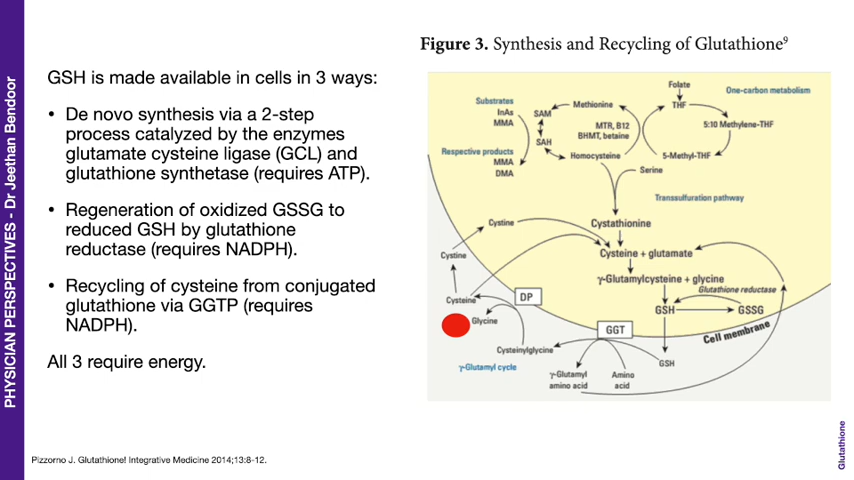 PHYSICIAN PERSPECTIVES - Dr Jeethan Bendoor
GSH is made available in cells in 3 ways:
• De novo synthesis via a 2-step
process catalyzed by the enzymes
glutamate cysteine ligase (GCL) and
glutathione synthetase (requires ATP).
• Regeneration of oxidized GSSG to
reduced GSH by glutathione
reductase (requires NADPH).
• Recycling of cysteine from conjugated
glutathione via GGTP (requires
NADPH).
All 3 require energy.
Pizzorno J. Glutathione! Integrative Medicine 2014;13:8-12.
Figure 3. Synthesis and Recycling of Glutathione9
Folate
One-carbon metabolism
Substrates
InAs
MMA
SAM
Methionine
THF
MTR, B12
BHMT, betaine
5:10 Methylene-THF
SAH
Respective products
MMA
DMA
Homocysteine
5-Methyl-THF
Serine
Transsulfuration pathway
Cystine
Cystathionine
Cystine
Cysteine + glutamate
γ-Glutamylcysteine + glycine
Glutathione reductase
Cysteine
DP
GSH
GSSG
Glycine
GGT
Cell membrane
Cysteinylglycine
GSH
γ-Glutamyl cycle
γ-Glutamyl
amino acid
Amino
acid
Glutathione